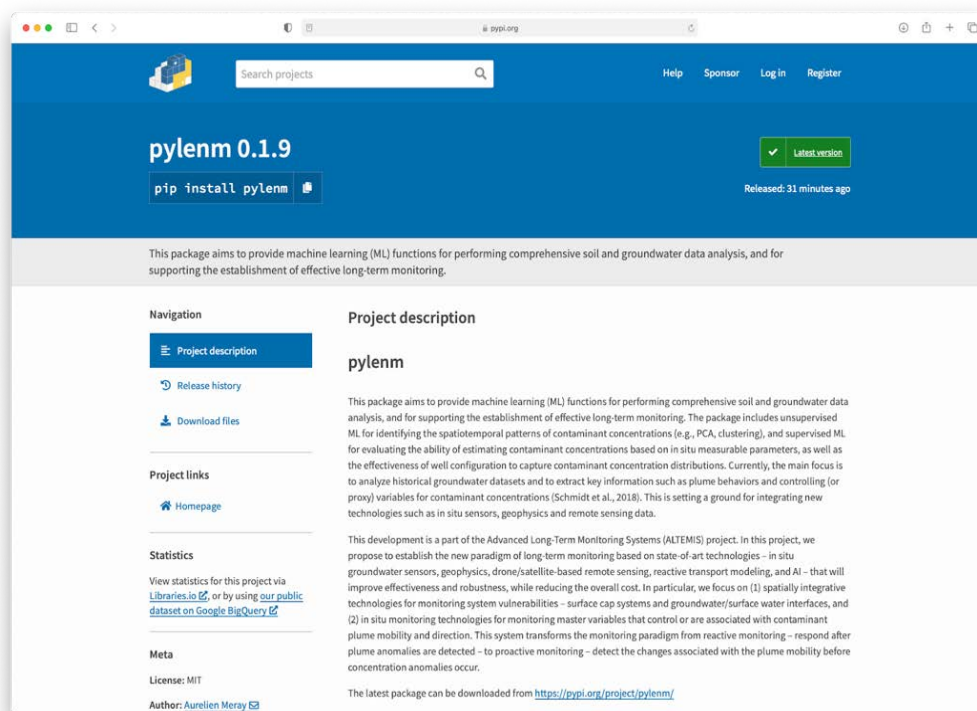 pypi.org
Search projects
Help Sponsor Log in Register
pylenm 0.1.9
pip install pylenm
Latest version
Released: 31 minutes ago
This package aims to provide machine learning (ML) functions for performing comprehensive soil and groundwater data analysis, and for
supporting the establishment of effective long-term monitoring.
Navigation
Project description
Release history
Download files
Project links
Homepage
Statistics
View statistics for this project via
Libraries.io, or by using our public
dataset on Google BigQuery
Meta
License: MIT
Author: Aurelien Meray
Project description
pylenm
This package aims to provide machine learning (ML) functions for performing comprehensive soil and groundwater data
analysis, and for supporting the establishment of effective long-term monitoring. The package includes unsupervised
ML for identifying the spatiotemporal patterns of contaminant concentrations (e.g., PCA, clustering), and supervised ML
for evaluating the ability of estimating contaminant concentrations based on in situ measurable parameters, as well as
the effectiveness of well configuration to capture contaminant concentration distributions. Currently, the main focus is
to analyze historical groundwater datasets and to extract key information such as plume behaviors and controlling (or
proxy) variables for contaminant concentrations (Schmidt et al., 2018). This is setting a ground for integrating new
technologies such as in situ sensors, geophysics and remote sensing data.
This development is a part of the Advanced Long-Term MonItoring Systems (ALTEMIS) project. In this project, we
propose to establish the new paradigm of long-term monitoring based on state-of-art technologies – in situ
groundwater sensors, geophysics, drone/satellite-based remote sensing, reactive transport modeling, and AI – that will
improve effectiveness and robustness, while reducing the overall cost. In particular, we focus on (1) spatially integrative
technologies for monitoring system vulnerabilities – surface cap systems and groundwater/surface water interfaces, and
(2) in situ monitoring technologies for monitoring master variables that control or are associated with contaminant
plume mobility and direction. This system transforms the monitoring paradigm from reactive monitoring – respond after
plume anomalies are detected – to proactive monitoring – detect the changes associated with the plume mobility before
concentration anomalies occur.
The latest package can be downloaded from https://pypi.org/project/pylenm/